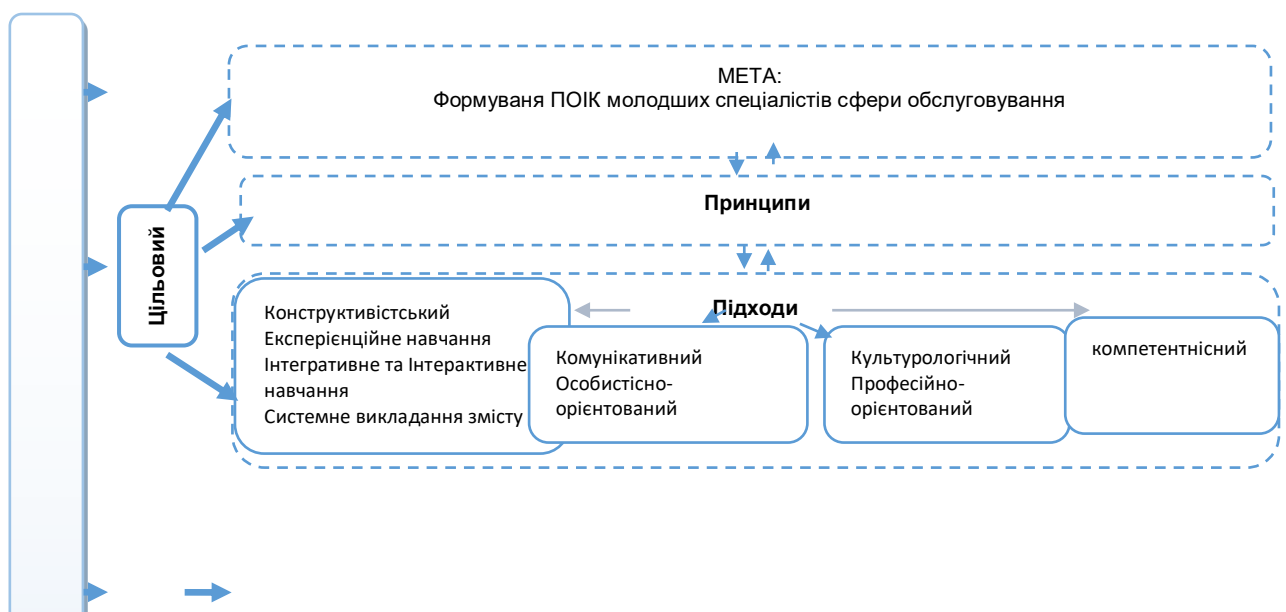 МЕТА:
Формуваня ПОІК молодших спеціалістів сфери обслуговування
Принципи
Цільовий
Підходи
Конструктивістський
Експерієнційне навчання
Інтегративне та Інтерактивне
навчання
Системне викладання змісту
Комунікативний
Особистісно-
орієнтований
Культурологічний
Професійно-
орієнтований
компетентнісний